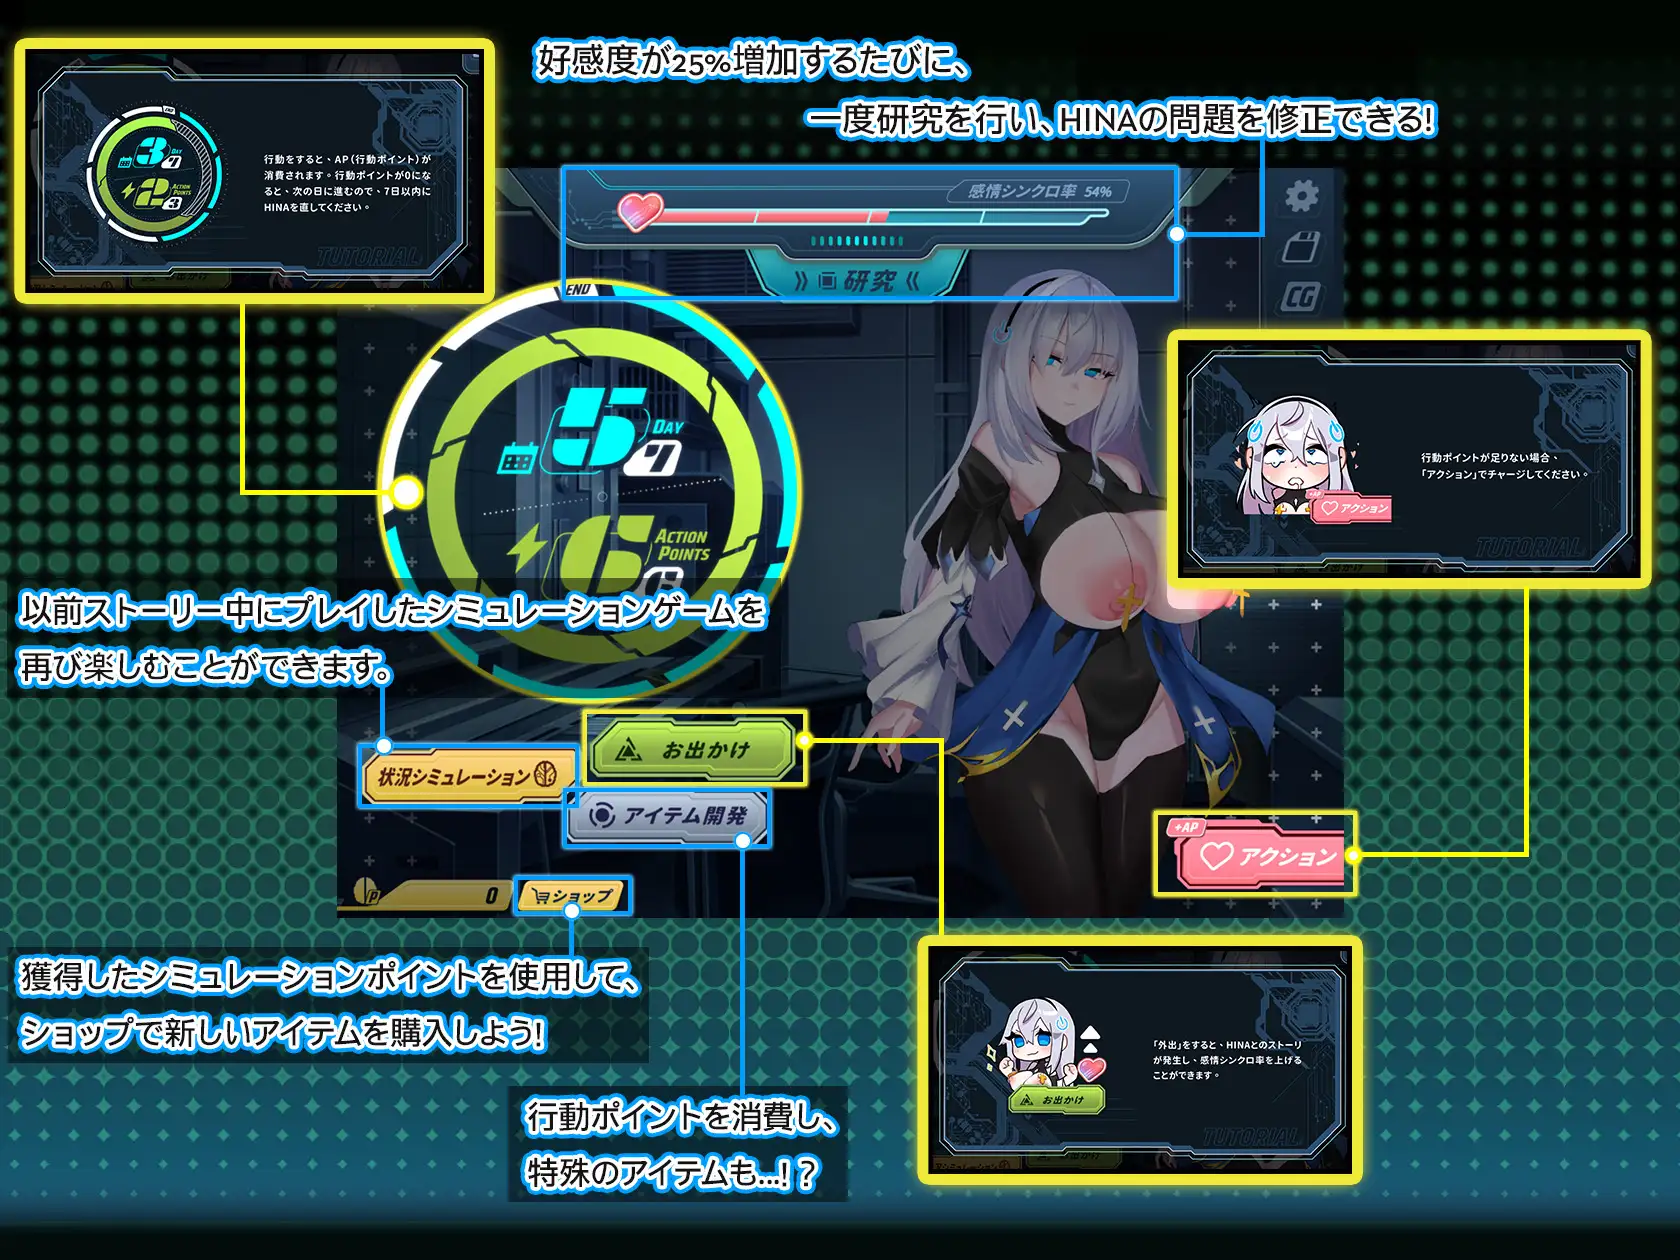 好感度が25%増加するたびに、
一度研究を行い、HINAの問題を修正できる!
END
3 DAY
7
2 ACTION POINTS
3
行動をすると、AP(行動ポイント)が
消費されます。行動ポイントが0にな
ると、次の日に進むので、7日以内に
HINAを直してください。
TUTORIAL
感情シンクロ率 54%
研究
CG
END
5 DAY
7
6 ACTION POINTS
行動ポイントが足りない場合、
「アクション」でチャージしてください。
+AP
アクション
TUTORIAL
以前ストーリー中にプレイしたシミュレーションゲームを
再び楽しむことができます。
お出かけ
状況シミュレーション
アイテム開発
+AP
アクション
P 0
ショップ
獲得したシミュレーションポイントを使用して、
ショップで新しいアイテムを購入しよう!
「外出」をすると、HINAとのストーリ
が発生し、感情シンクロ率を上げる
ことができます。
お出かけ
TUTORIAL
行動ポイントを消費し、
特殊のアイテムも...!?